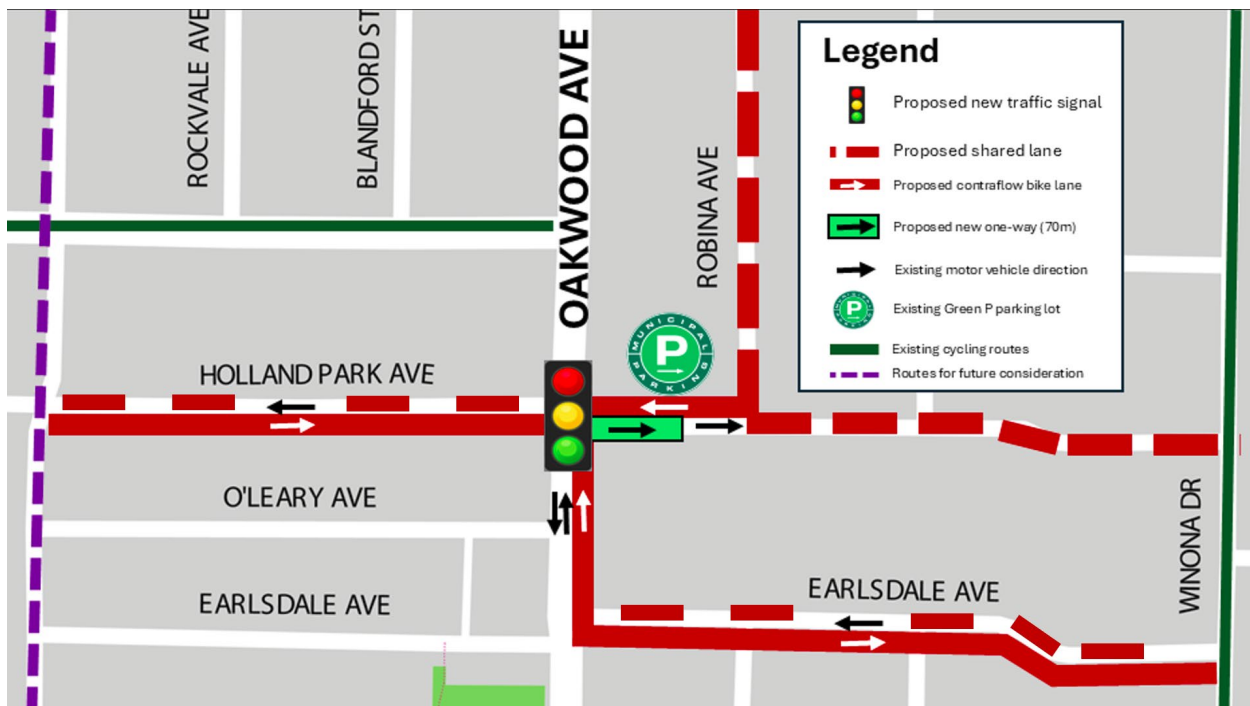 ROCKVALE AVE
BLANDFORD ST
OAKWOOD AVE
ROBINA AVE
Legend
Proposed new traffic signal
Proposed shared lane
Proposed contraflow bike lane
Proposed new one-way (70m)
Existing motor vehicle direction
P
MUNICIPAL
PARKING
Existing Green P parking lot
Existing cycling routes
Routes for future consideration
MUNICIPAL
P
PARKING
HOLLAND PARK AVE
O'LEARY AVE
EARLSDALE AVE
EARLSDALE AVE
WINONA DR